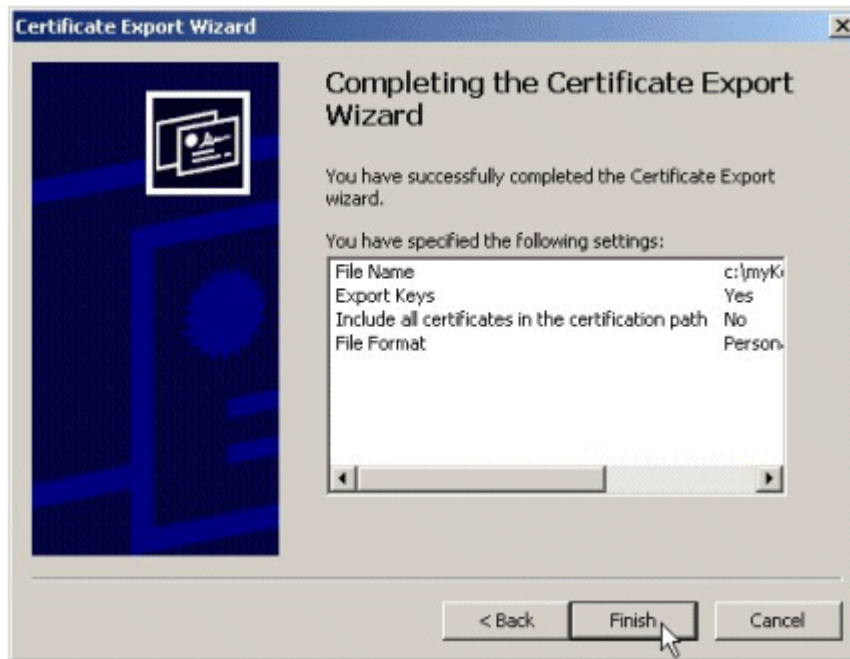 Certificate Export Wizard
Completing the Certificate Export
Wizard
You have successfully completed the Certificate Export
wizard.
You have specified the following settings:
File Name c:\myK
Export Keys Yes
Include all certificates in the certification path No
File Format Persona
< Back Finish Cancel